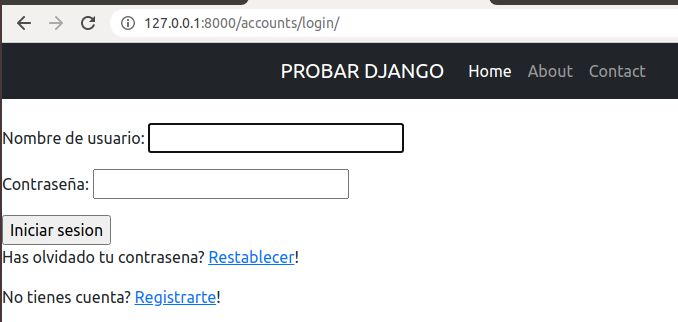 127.0.0.1:8000/accounts/login/
PROBAR DJANGO Home About Contact
Nombre de usuario:
Contraseña:
Iniciar sesion
Has olvidado tu contrasena? Restablecer!
No tienes cuenta? Registrarte!